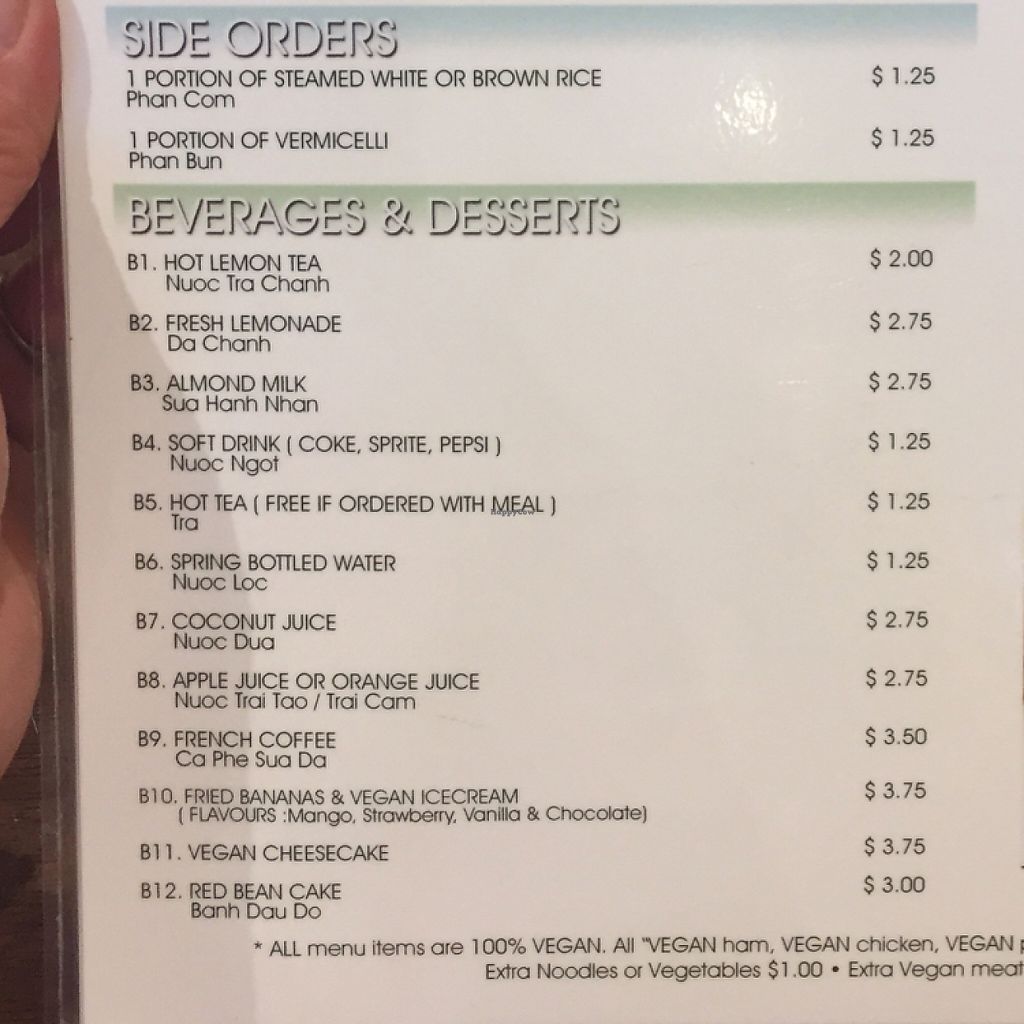 SIDE ORDERS
1 PORTION OF STEAMED WHITE OR BROWN RICE $ 1.25
Phan Com
1 PORTION OF VERMICELLI $ 1.25
Phan Bun
BEVERAGES & DESSERTS
B1. HOT LEMON TEA $ 2.00
Nuoc Tra Chanh
B2. FRESH LEMONADE $ 2.75
Da Chanh
B3. ALMOND MILK $ 2.75
Sua Hanh Nhan
B4. SOFT DRINK ( COKE, SPRITE, PEPSI ) $ 1.25
Nuoc Ngot
B5. HOT TEA ( FREE IF ORDERED WITH MEAL ) $ 1.25
happycow
Tra
B6. SPRING BOTTLED WATER $ 1.25
Nuoc Loc
B7. COCONUT JUICE $ 2.75
Nuoc Dua
B8. APPLE JUICE OR ORANGE JUICE $ 2.75
Nuoc Trai Tao / Trai Cam
B9. FRENCH COFFEE $ 3.50
Ca Phe Sua Da
B10. FRIED BANANAS & VEGAN ICECREAM $ 3.75
( FLAVOURS :Mango, Strawberry, Vanilla & Chocolate)
B11. VEGAN CHEESECAKE $ 3.75
B12. RED BEAN CAKE $ 3.00
Banh Dau Do
* ALL menu items are 100% VEGAN. All "VEGAN ham, VEGAN chicken, VEGAN
Extra Noodles or Vegetables $1.00 • Extra Vegan meat